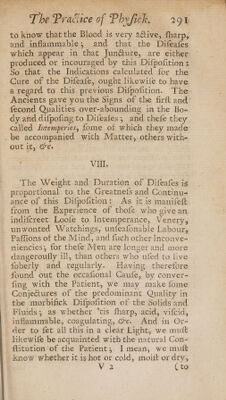 The Practice of Physick. 291
to know that the Blood is very active, sharp,
and inflammable; and that the Diseases
which appear in that Juncture, are either
produced or incouraged by this Disposition:
So that the Indications calculated for the
Cure of the Disease, ought likewise to have
a regard to this previous Disposition. The
Ancients gave you the Signs of the first and
second Qualities over-abounding in the Bo-
dy and disposing to Diseases; and these they
called Intemperies, some of which they made
be accompanied with Matter, others with-
out it, &c.
VIII.
The Weight and Duration of Diseases is
proportional to the Greatness and Continu-
ance of this Disposition: As it is manifest
from the Experience of those who give an
indiscreet Loose to Intemperance, Venery,
unwonted Watchings, unseasonable Labour,
Passions of the Mind, and such other Inconve-
niencies; for these Men are longer and more
dangerously ill, than others who used to live
soberly and regularly. Having therefore
found out the occasional Cause, by conver-
sing with the Patient, we may make some
Conjectures of the predominant Quality in
the morbifick Disposition of the Solids and
Fluids; as whether 'tis sharp, acid, viscid,
inflammable, coagulating, &c. And in Or-
der to set all this in a clear Light, we must
likewise be acquainted with the natural Con-
stitution of the Patient; I mean, we must
know whether it is hot or cold, moist or dry,
V 2 (to